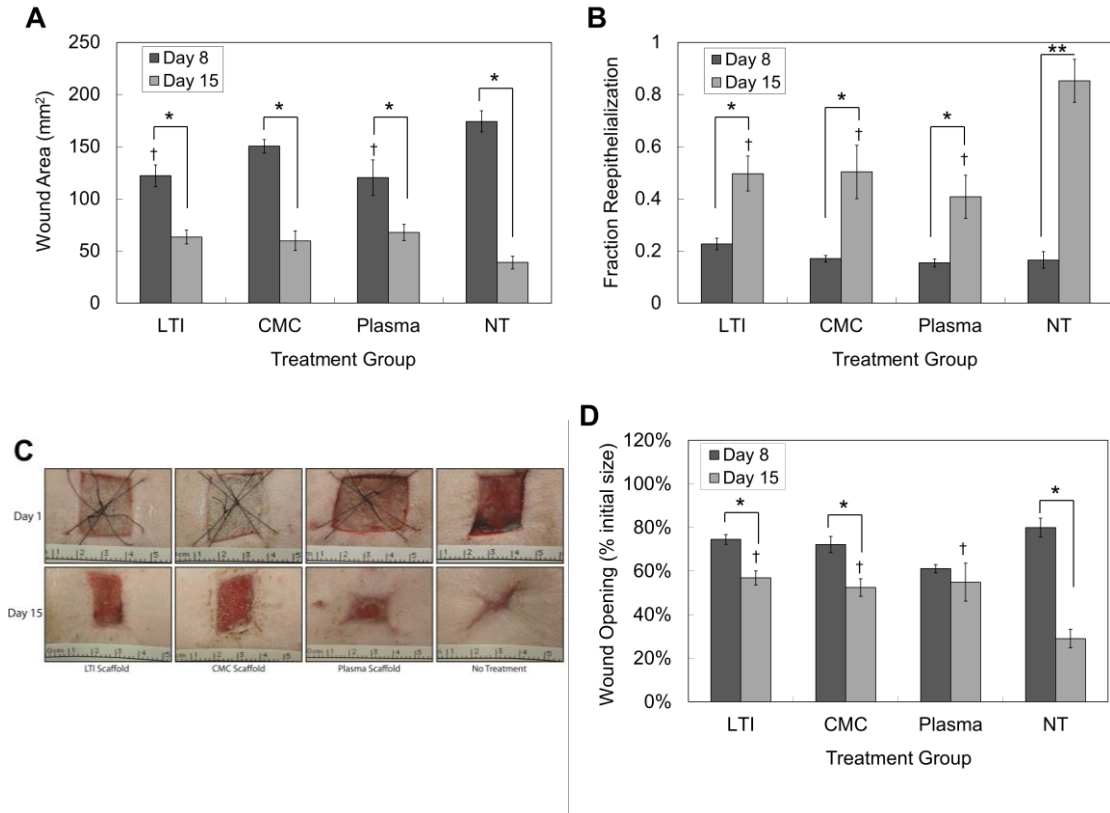 A
250
200
150
100
50
0
Wound Area (mm²)
Day 8
Day 15
*
*
*
*
†
†
LTI CMC Plasma NT
Treatment Group
B
1
0.8
0.6
0.4
0.2
0
Fraction Reepithelialization
Day 8
Day 15
*
*
*
**
†
†
†
LTI CMC Plasma NT
Treatment Group
C
Day 1
Day 15
LTI Scaffold CMC Scaffold Plasma Scaffold No Treatment
D
120%
100%
80%
60%
40%
20%
0%
Wound Opening (% initial size)
Day 8
Day 15
*
*
*
†
†
†
LTI CMC Plasma NT
Treatment Group